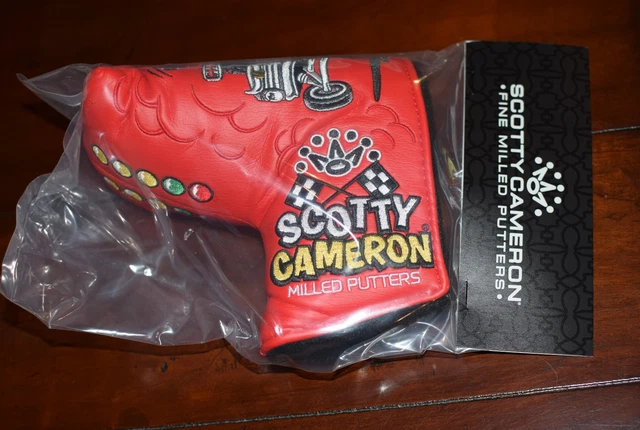 SCOTTY
CAMERON
MILLED PUTTERS
SCOTTY CAMERON
•FINE MILLED PUTTERS•